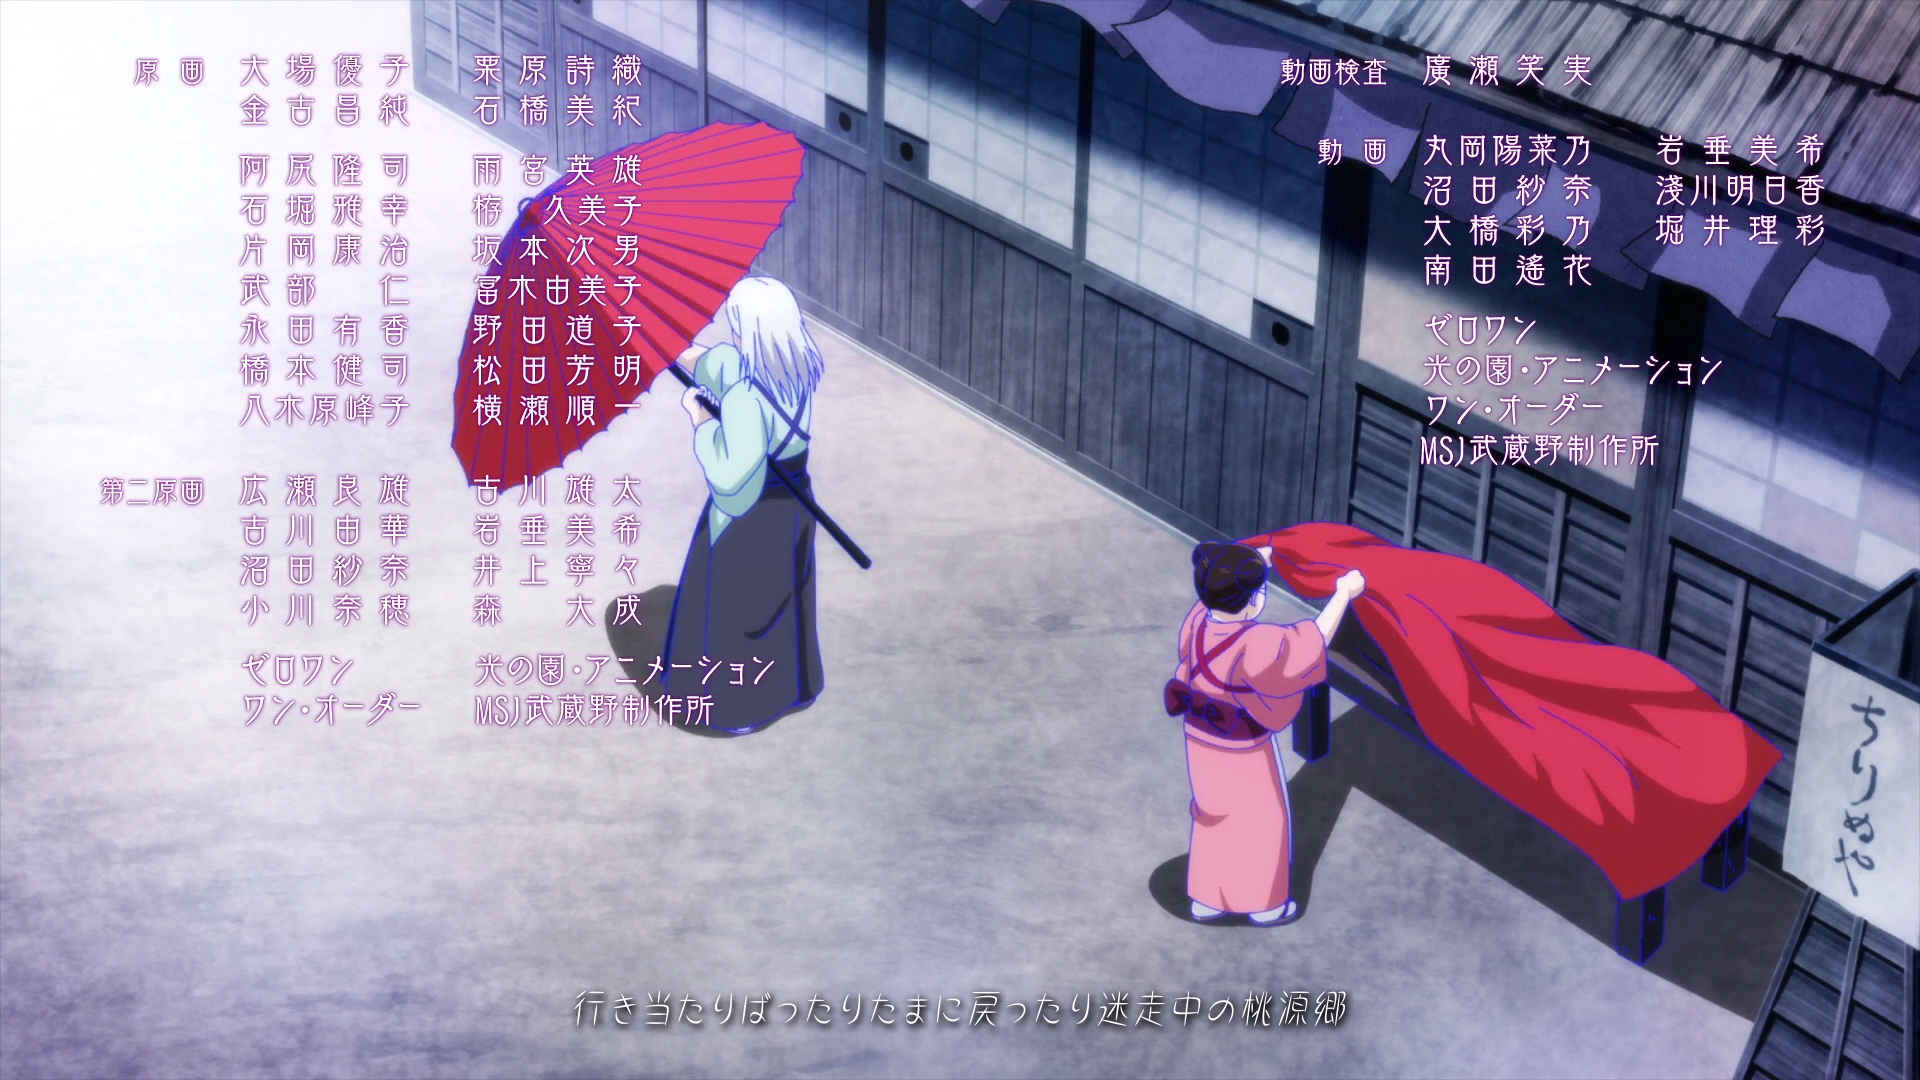 原画 大場優子 栗原詩織
金古昌純 石橋美紀
阿尻隆司 雨宮英雄
石堀雅幸 栫久美子
片岡康治 坂本次男
武部仁 冨木由美子
永田有香 野田道子
橋本健司 松田芳明
八木原峰子 横瀬順一
第二原画 広瀬良雄 古川雄太
古川由華 岩垂美希
沼田紗奈 井上寧々
小川奈穂 森大成
ゼロワン 光の園・アニメーション
ワン・オーダー MSJ武蔵野制作所
動画検査 廣瀬笑実
動画 丸岡陽菜乃 岩垂美希
沼田紗奈 淺川明日香
大橋彩乃 堀井理彩
南田遙花
ゼロワン
光の園・アニメーション
ワン・オーダー
MSJ武蔵野制作所
ちりぬや
行き当たりばったりたまに戻ったり迷走中の桃源郷